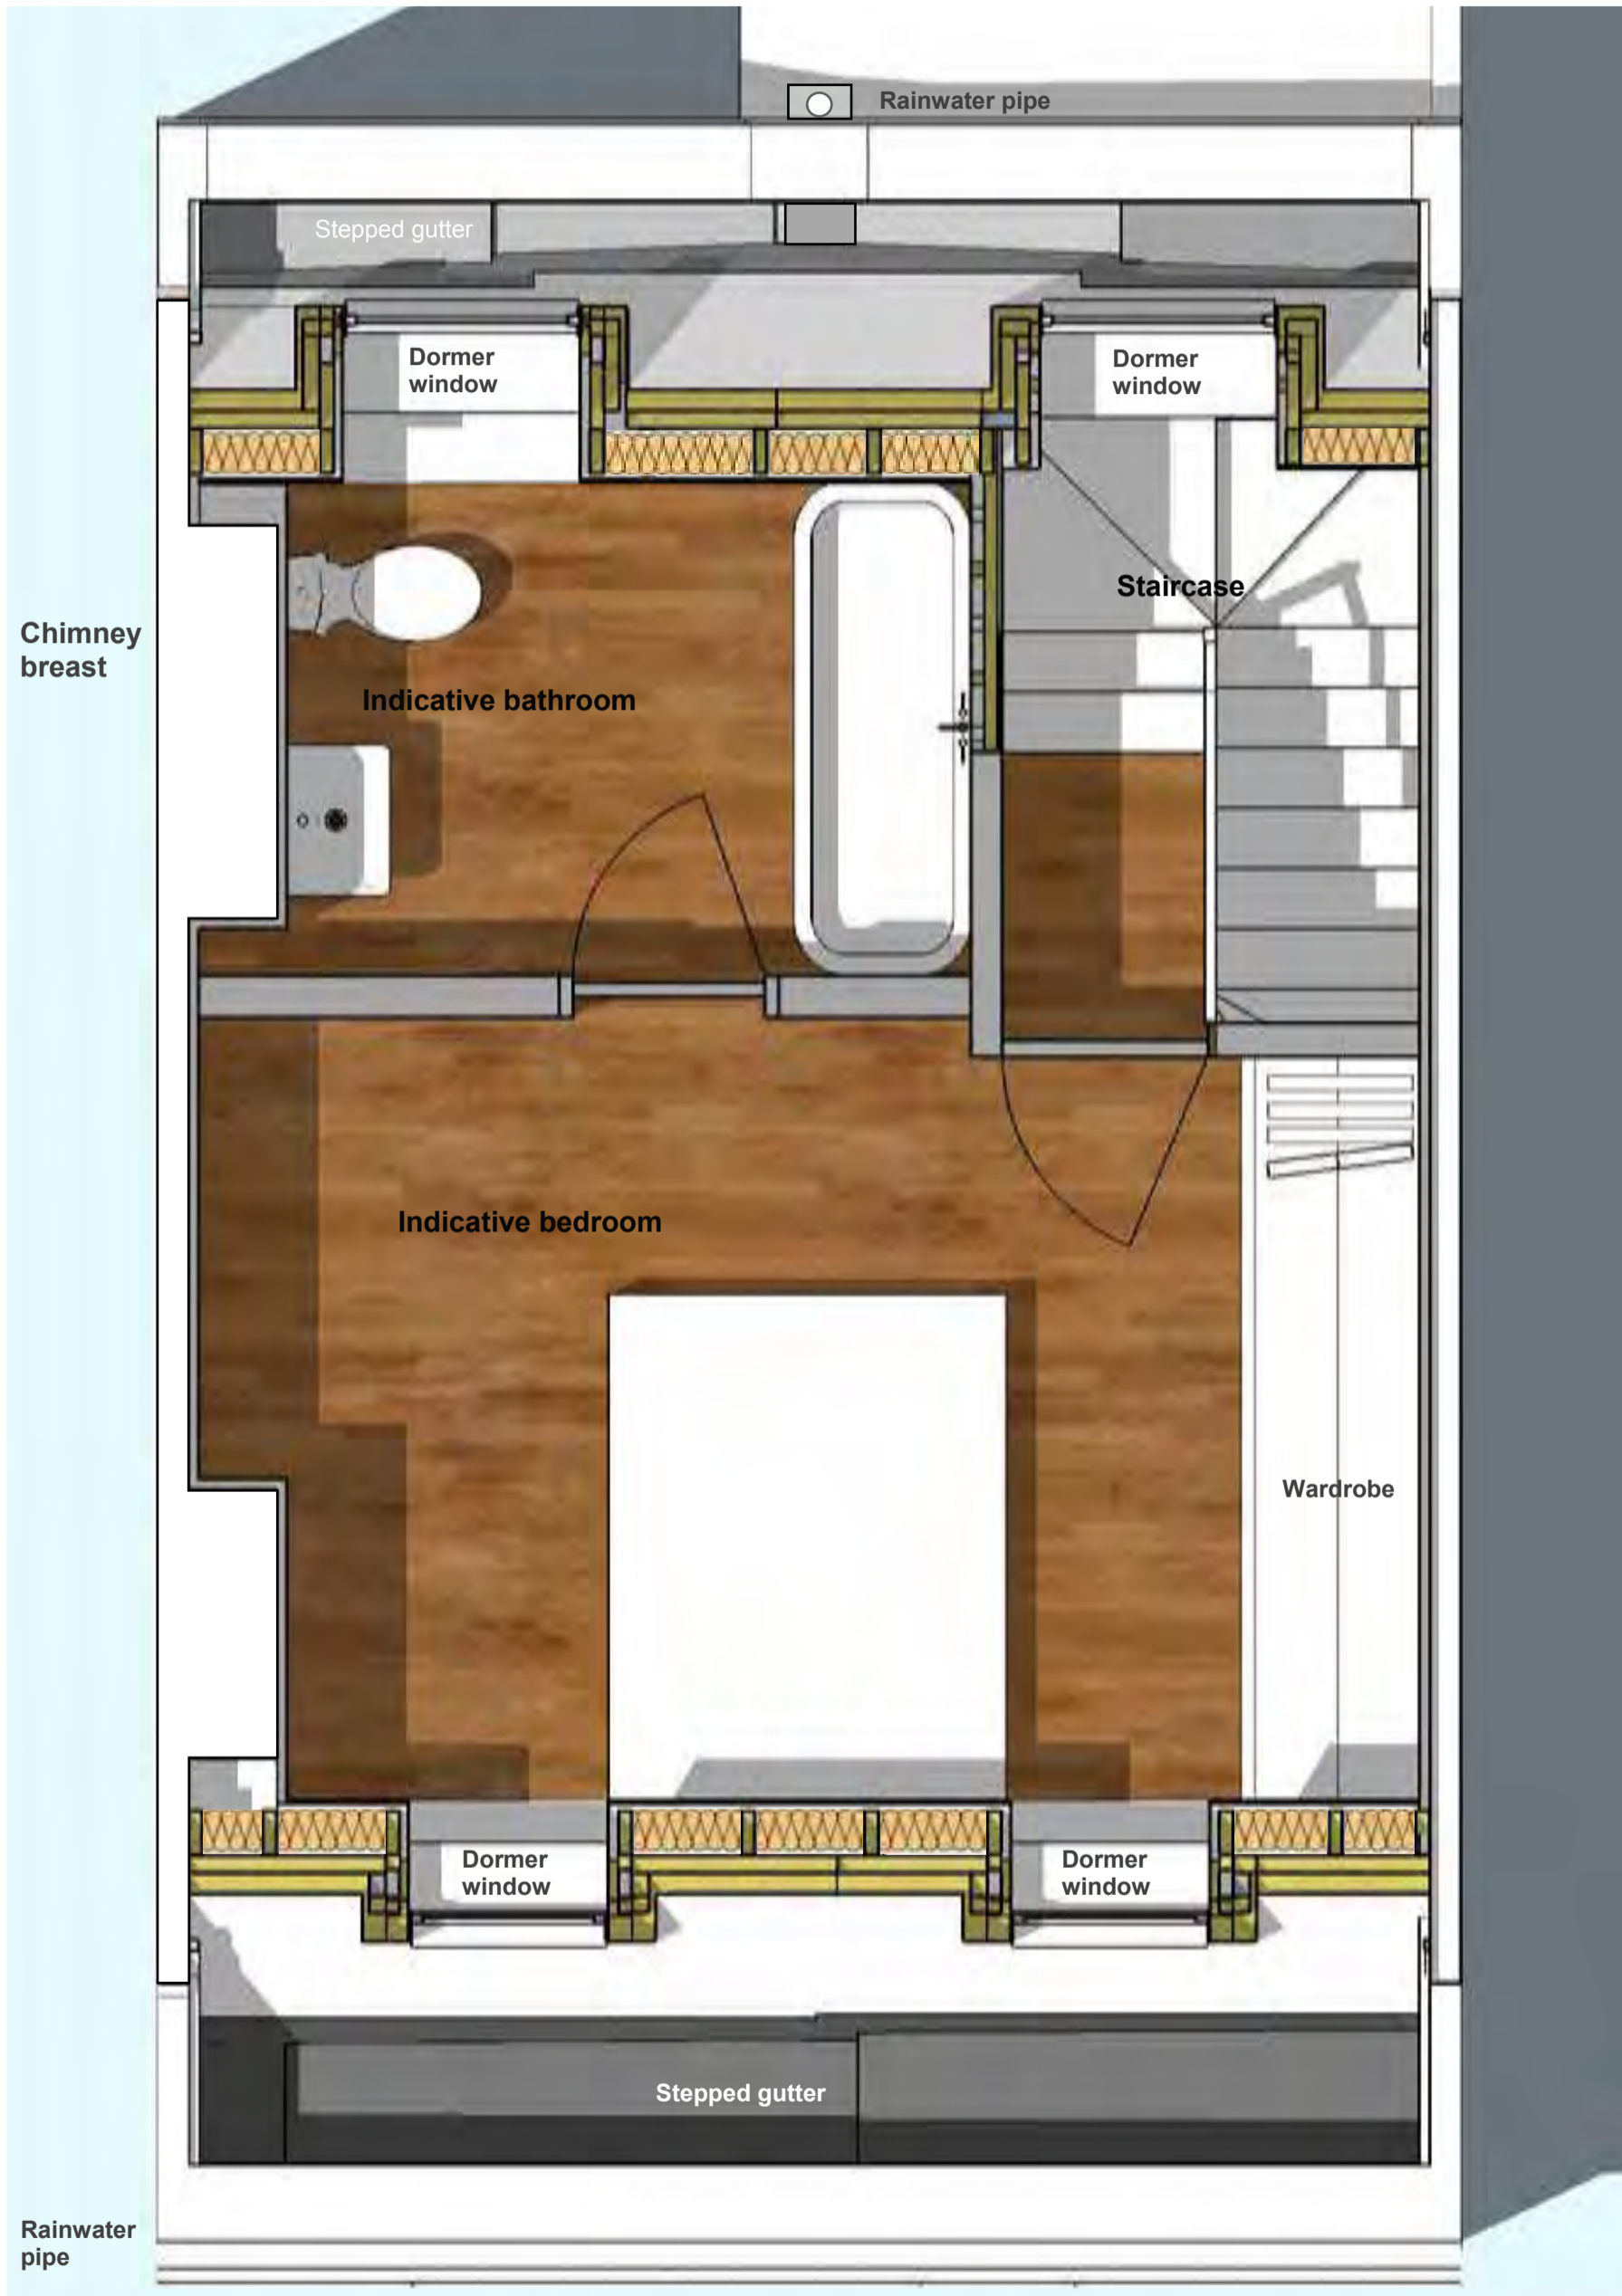 Rainwater pipe
Stepped gutter
Dormer
window
Dormer
window
Staircase
Chimney
breast
Indicative bathroom
Indicative bedroom
Wardrobe
Dormer
window
Dormer
window
Stepped gutter
Rainwater
pipe